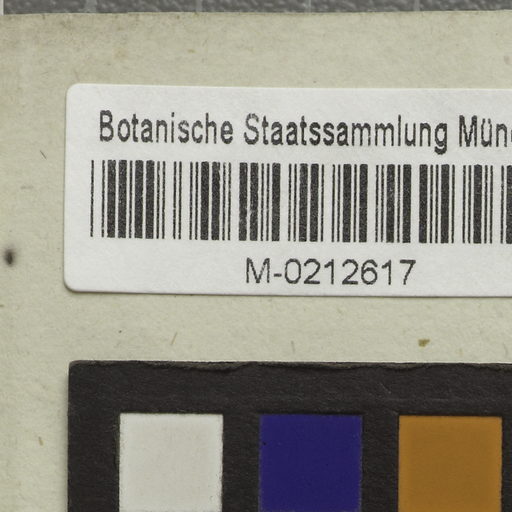 Botanische Staatssammlung
M-0212617